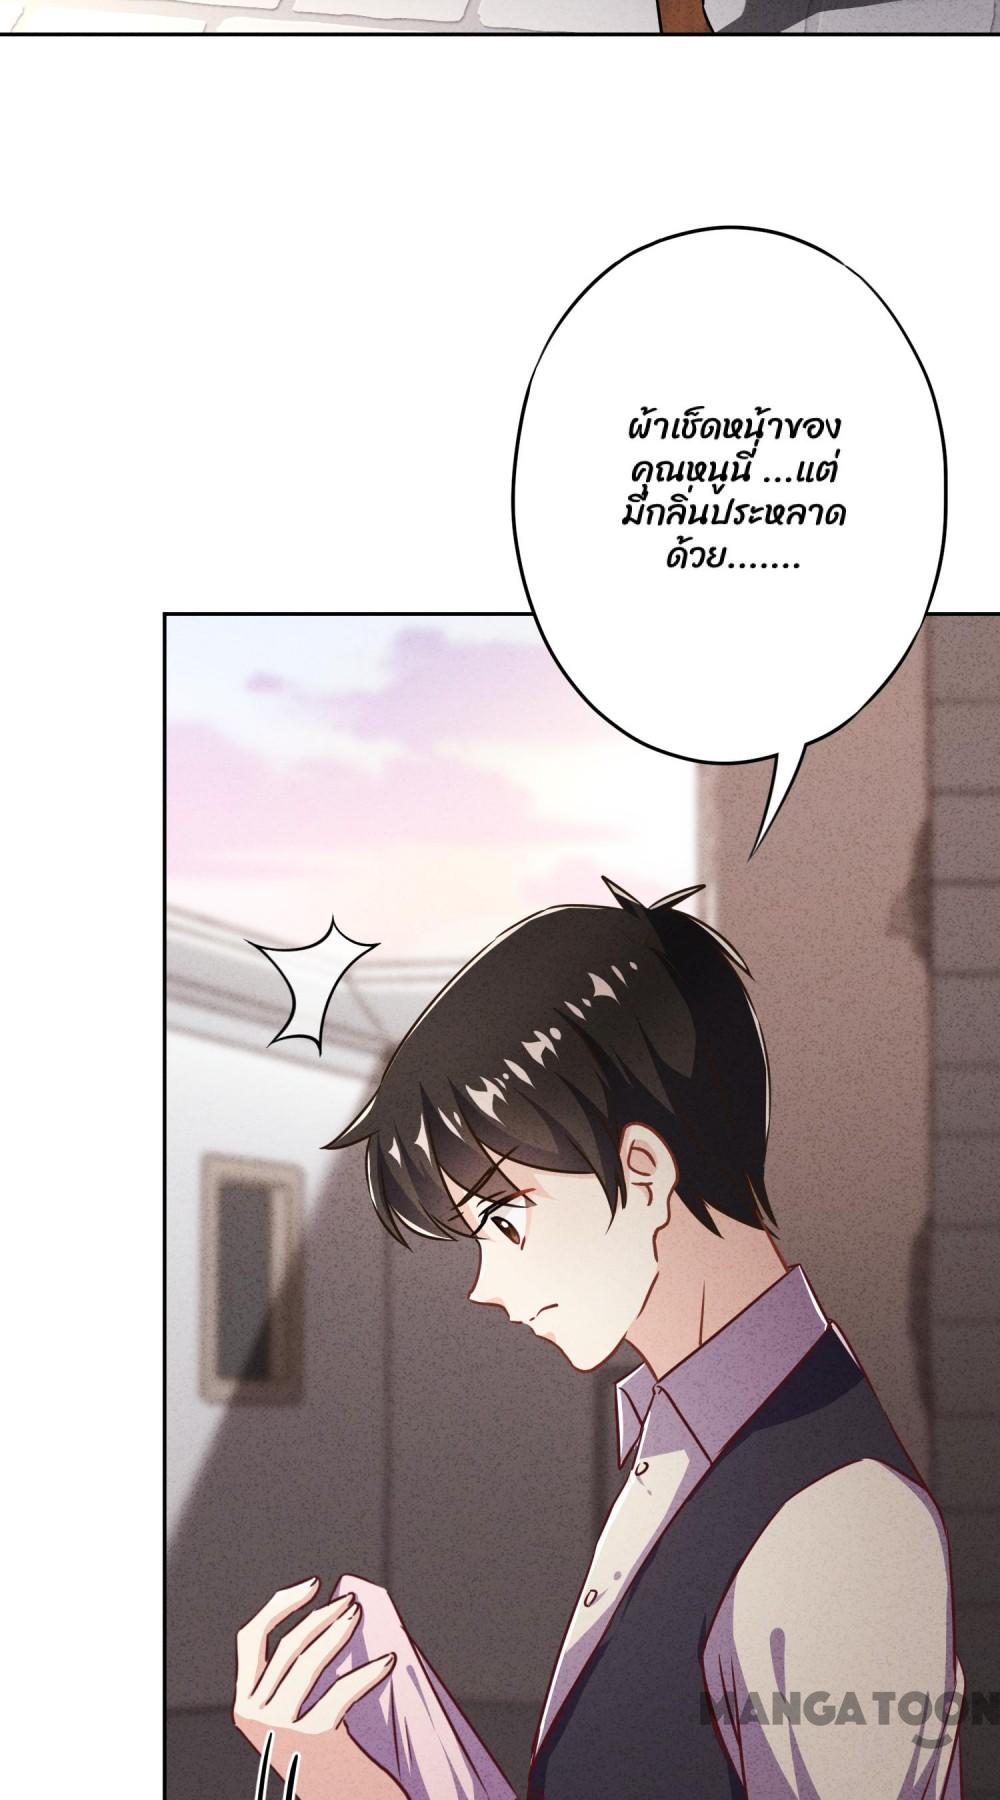 ผ้าเช็ดหน้าของ
คุณหนูนี่ ...แต่
มีกลิ่นประหลาด
ด้วย.......
MANGATOON